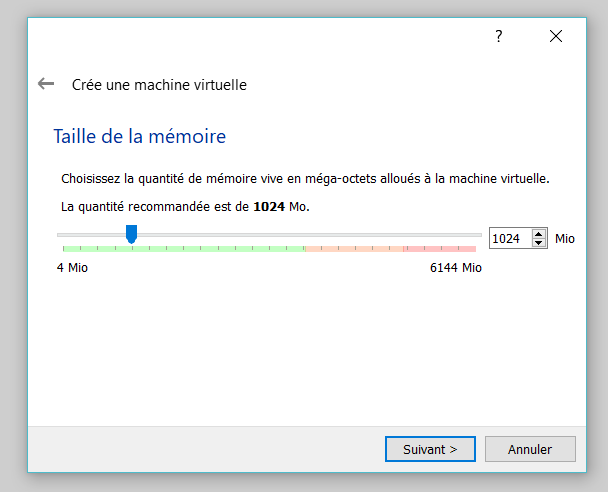 ?
Crée une machine virtuelle
Taille de la mémoire
Choisissez la quantité de mémoire vive en méga-octets alloués à la machine virtuelle.
La quantité recommandée est de 1024 Mo.
1024 Mio
4 Mio 6144 Mio
Suivant > Annuler